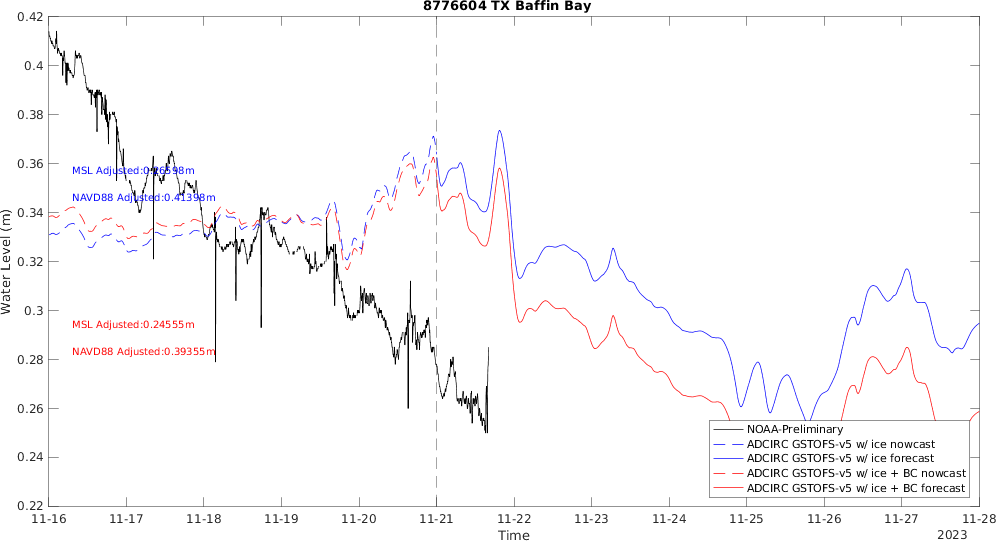 8776604 TX Baffin Bay
0.42
0.4
0.38
0.36
0.34
0.32
0.3
0.28
0.26
0.24
0.22
Water Level (m)
MSL Adjusted:0.26598m
NAVD88 Adjusted:0.41398m
MSL Adjusted:0.24555m
NAVD88 Adjusted:0.39355m
NOAA-Preliminary
ADCIRC GSTOFS-v5 w/ ice nowcast
ADCIRC GSTOFS-v5 w/ ice forecast
ADCIRC GSTOFS-v5 w/ ice + BC nowcast
ADCIRC GSTOFS-v5 w/ ice + BC forecast
11-16 11-17 11-18 11-19 11-20 11-21 11-22 11-23 11-24 11-25 11-26 11-27 11-28
Time
2023